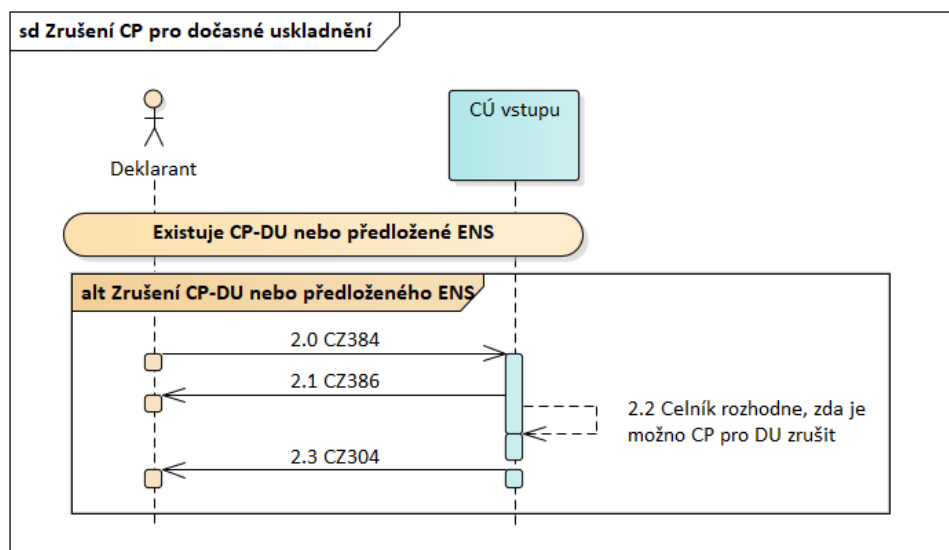 sd Zrušení CP pro dočasné uskladnění
CÚ vstupu
Deklarant
Existuje CP-DU nebo předložené ENS
alt Zrušení CP-DU nebo předloženého ENS
2.0 CZ384
2.1 CZ386
2.2 Celník rozhodne, zda je
možno CP pro DU zrušit
2.3 CZ304